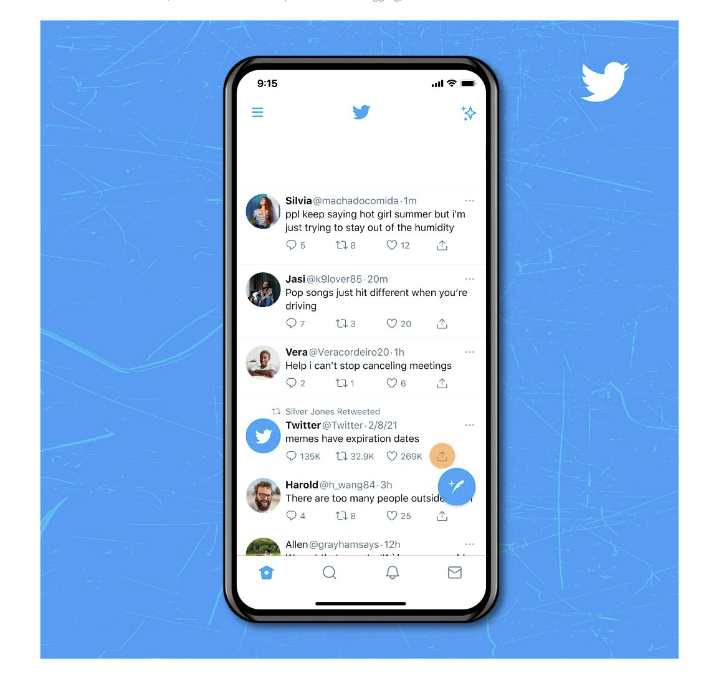 9:15
Silvia @machadocomida · 1m
ppl keep saying hot girl summer but i'm
just trying to stay out of the humidity
5 8 12
Jasi @k9lover85 · 20m
Pop songs just hit different when you're
driving
7 3 20
Vera @Veracordeiro20 · 1h
Help i can't stop canceling meetings
2 1 6
Silver Jones Retweeted
Twitter @Twitter · 2/8/21
memes have expiration dates
135K 32.9K 269K
Harold @h_wang84 · 3h
There are too many people outside
4 8 25
Allen @grayhamsays · 12h